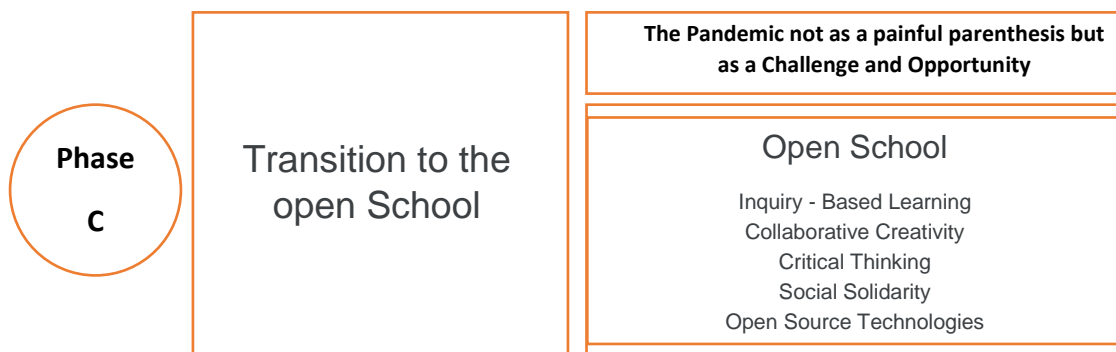 Phase
C
Transition to the
open School
The Pandemic not as a painful parenthesis but
as a Challenge and Opportunity
Open School
Inquiry - Based Learning
Collaborative Creativity
Critical Thinking
Social Solidarity
Open Source Technologies